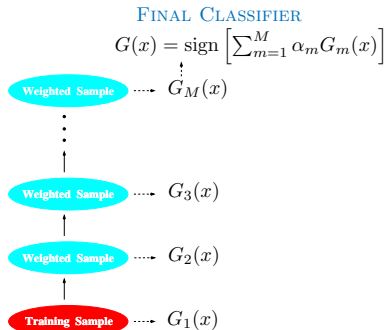 FINAL CLASSIFIER
G(x) = sign [∑_{m=1}^{M} α_m G_m(x)]
Weighted Sample G_M(x)
Weighted Sample G_3(x)
Weighted Sample G_2(x)
Training Sample G_1(x)